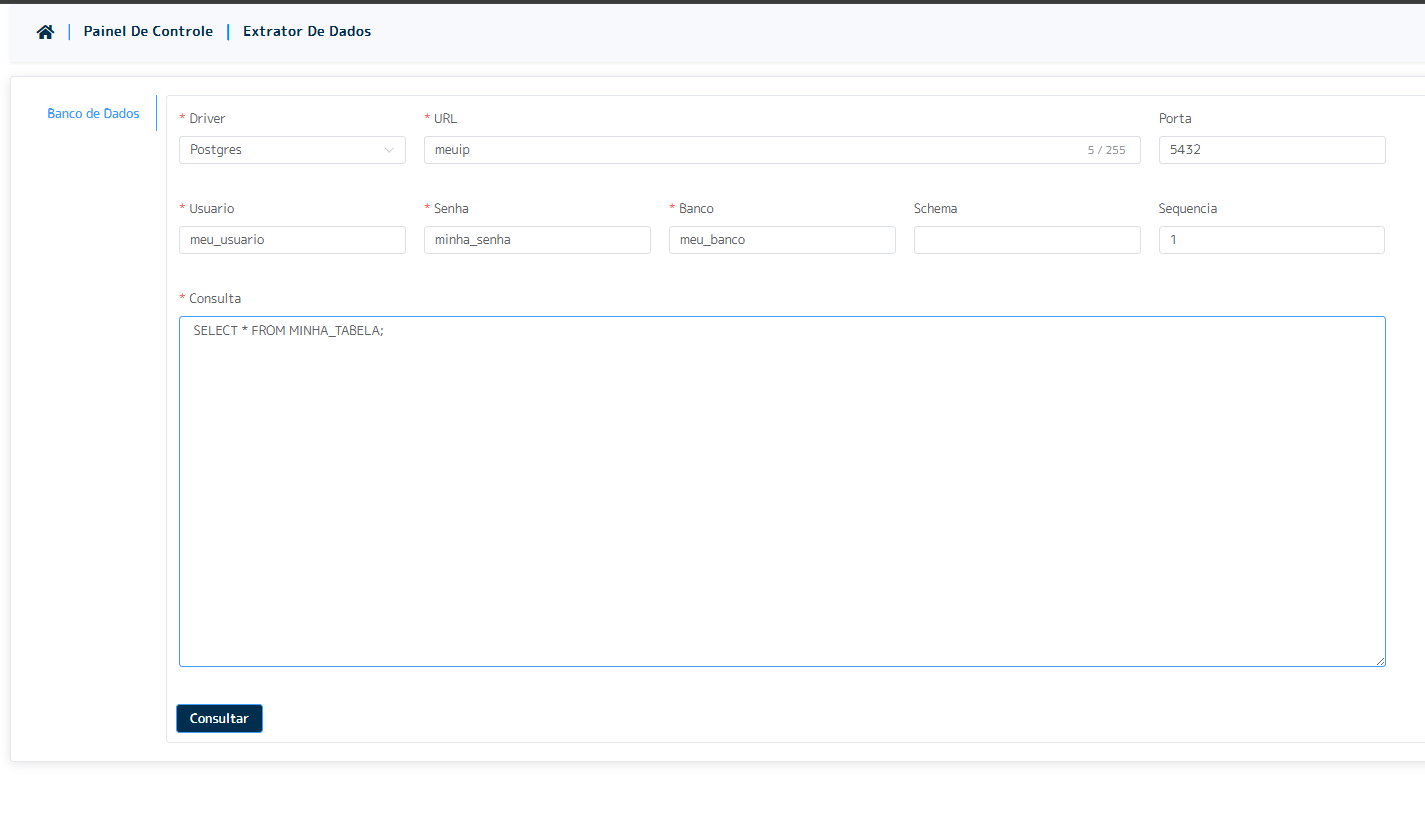 Painel De Controle | Extrator De Dados
Banco de Dados
* Driver * URL Porta
Postgres meuip 5 / 255 5432
* Usuario * Senha * Banco Schema Sequencia
meu_usuario minha_senha meu_banco 1
* Consulta
SELECT * FROM MINHA_TABELA;
Consultar